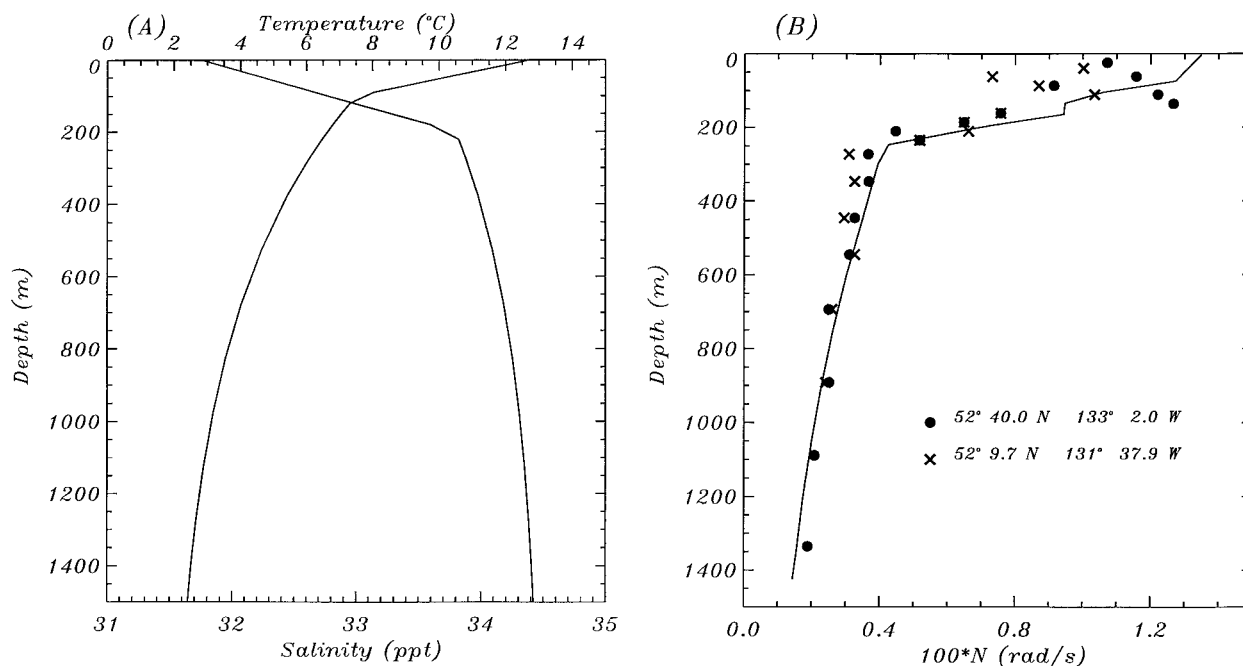 (A)
Temperature (°C)
0 2 4 6 8 10 12 14
0
200
400
600
800
1000
1200
1400
Depth (m)
31 32 33 34 35
Salinity (ppt)
(B)
0
200
400
600
800
1000
1200
1400
Depth (m)
52° 40.0 N 133° 2.0 W
52° 9.7 N 131° 37.9 W
0.0 0.4 0.8 1.2
100*N (rad/s)